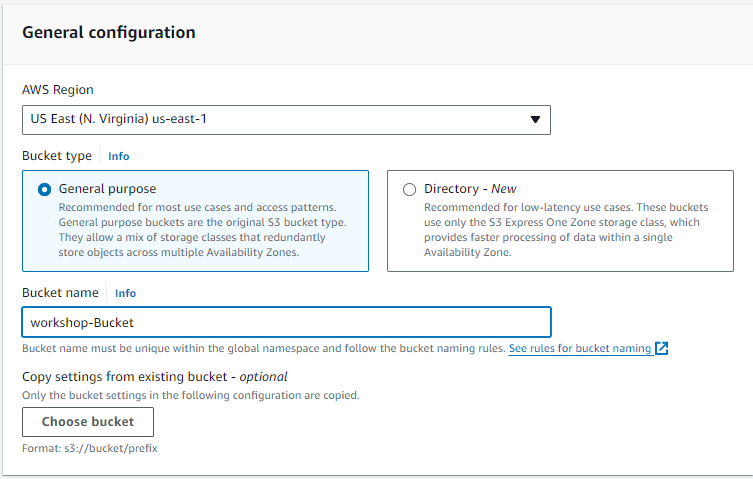 General configuration
AWS Region
US East (N. Virginia) us-east-1
Bucket type Info
General purpose
Recommended for most use cases and access patterns.
General purpose buckets are the original S3 bucket type.
They allow a mix of storage classes that redundantly
store objects across multiple Availability Zones.
Directory - New
Recommended for low-latency use cases. These buckets
use only the S3 Express One Zone storage class, which
provides faster processing of data within a single
Availability Zone.
Bucket name Info
workshop-Bucket
Bucket name must be unique within the global namespace and follow the bucket naming rules. See rules for bucket naming
Copy settings from existing bucket - optional
Only the bucket settings in the following configuration are copied.
Choose bucket
Format: s3://bucket/prefix